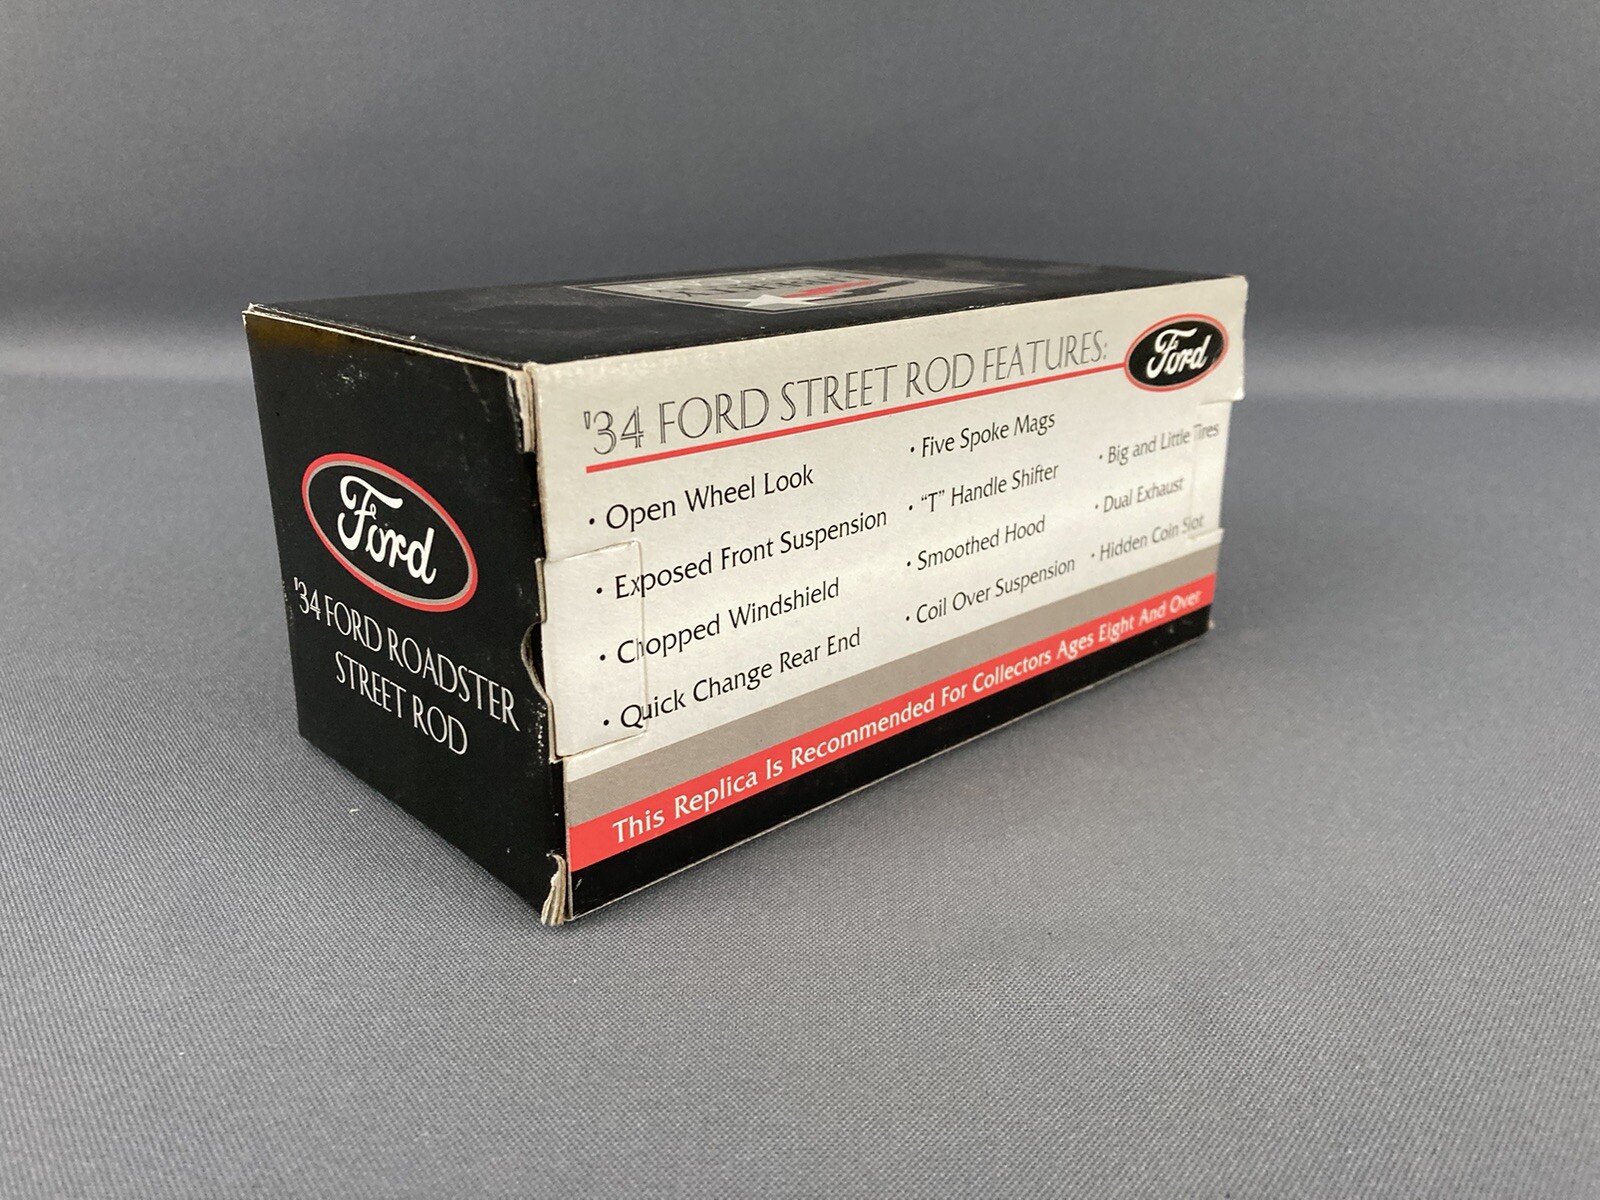 Ford
'34 FORD ROADSTER
STREET ROD
'34 FORD STREET ROD FEATURES:
Ford
· Open Wheel Look
· Exposed Front Suspension
· Chopped Windshield
· Quick Change Rear End
· Five Spoke Mags
· “T” Handle Shifter
· Smoothed Hood
· Coil Over Suspension
· Big and Little Tires
· Dual Exhaust
· Hidden Coin Slot
This Replica Is Recommended For Collectors Ages Eight And Over